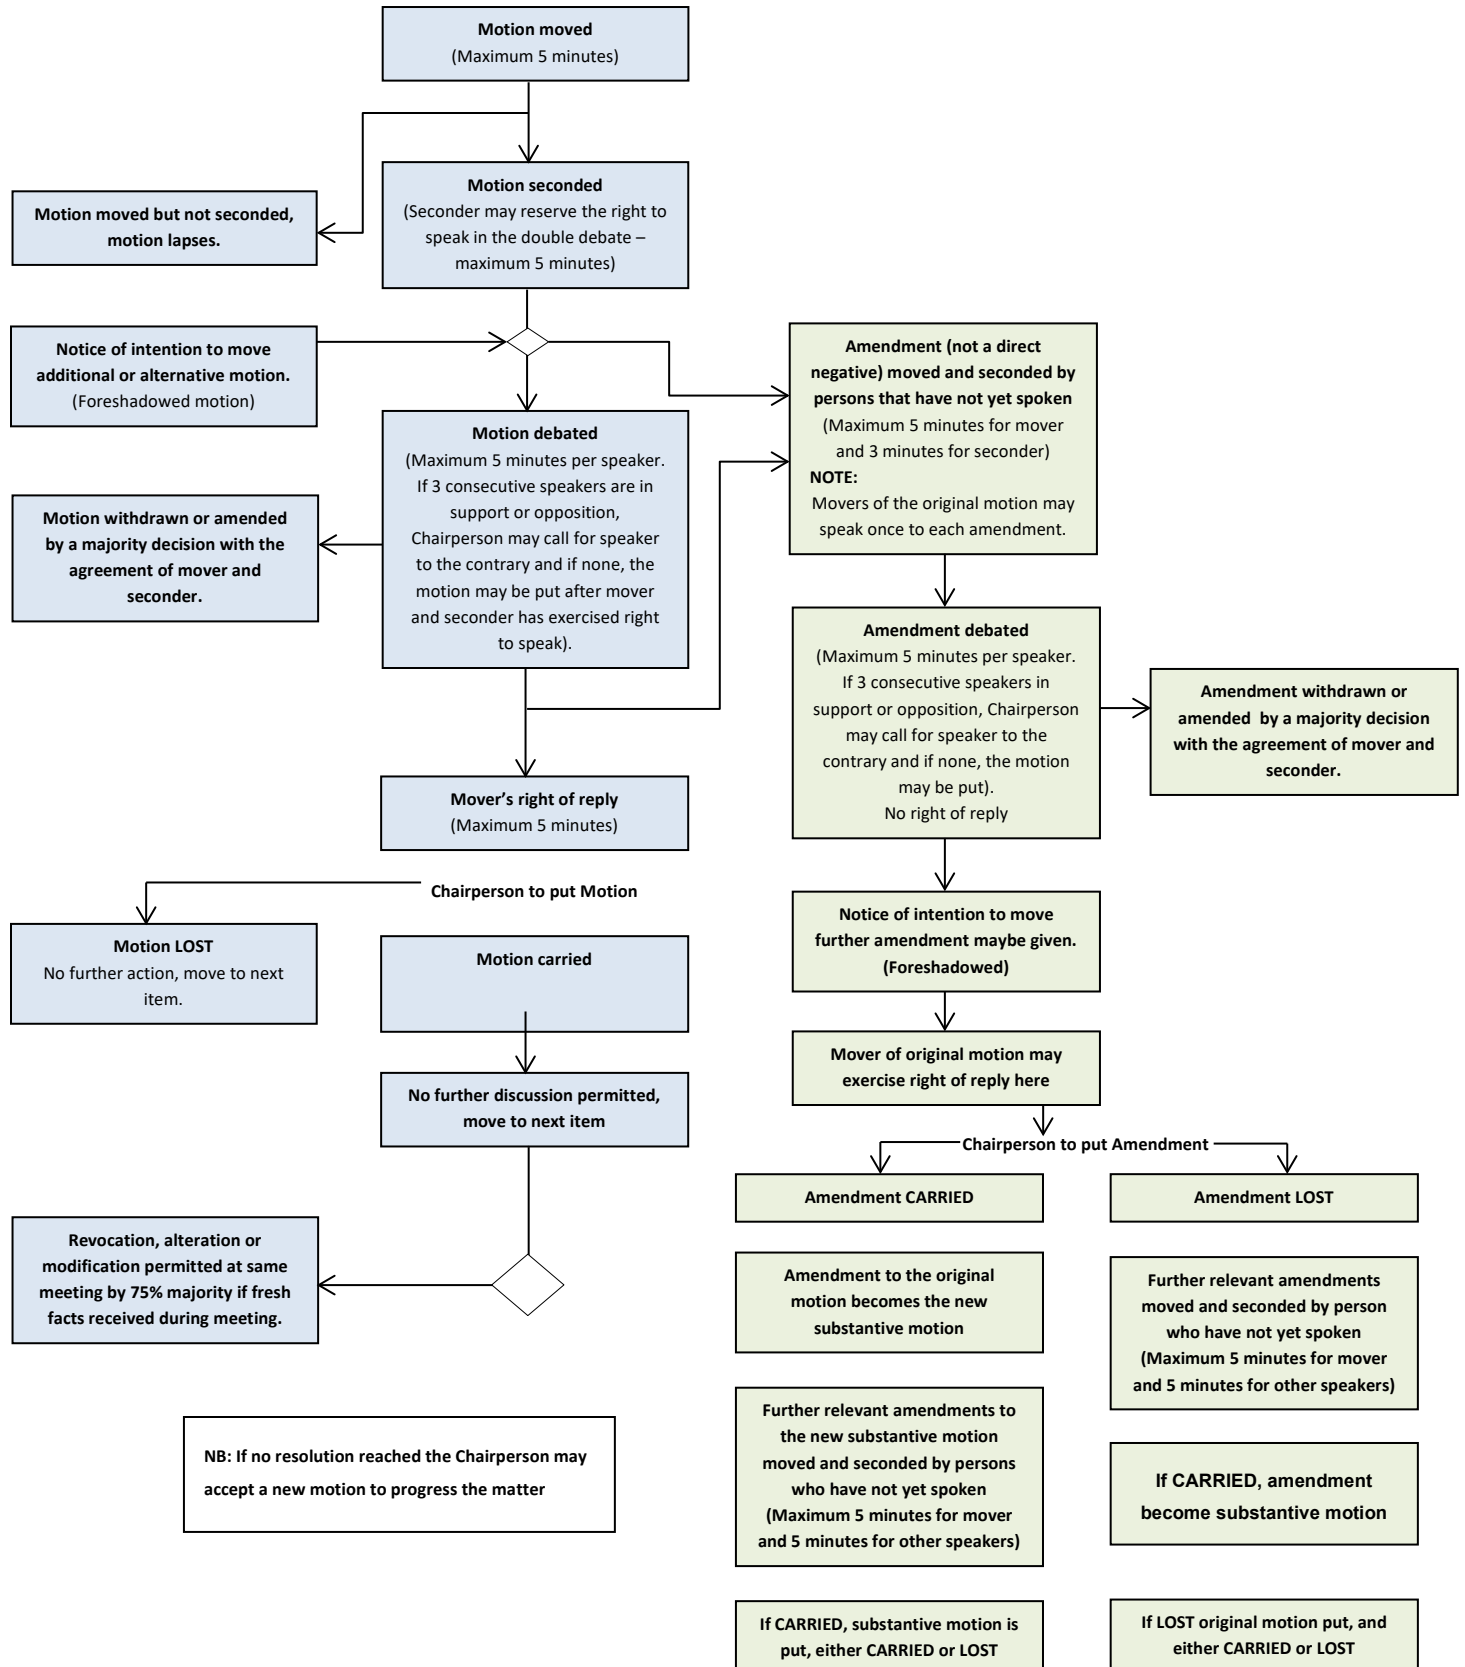 Motion moved
(Maximum 5 minutes)
Motion seconded
(Seconder may reserve the right to
speak in the double debate –
maximum 5 minutes)
Motion moved but not seconded,
motion lapses.
Notice of intention to move
additional or alternative motion.
(Foreshadowed motion)
Motion debated
(Maximum 5 minutes per speaker.
If 3 consecutive speakers are in
support or opposition,
Chairperson may call for speaker
to the contrary and if none, the
motion may be put after mover
and seconder has exercised right
to speak).
Motion withdrawn or amended
by a majority decision with the
agreement of mover and
seconder.
Mover’s right of reply
(Maximum 5 minutes)
Chairperson to put Motion
Motion LOST
No further action, move to next
item.
Motion carried
No further discussion permitted,
move to next item
Revocation, alteration or
modification permitted at same
meeting by 75% majority if fresh
facts received during meeting.
NB: If no resolution reached the Chairperson may
accept a new motion to progress the matter
Amendment (not a direct
negative) moved and seconded by
persons that have not yet spoken
(Maximum 5 minutes for mover
and 3 minutes for seconder)
NOTE:
Movers of the original motion may
speak once to each amendment.
Amendment debated
(Maximum 5 minutes per speaker.
If 3 consecutive speakers in
support or opposition, Chairperson
may call for speaker to the
contrary and if none, the motion
may be put).
No right of reply
Amendment withdrawn or
amended by a majority decision
with the agreement of mover and
seconder.
Notice of intention to move
further amendment maybe given.
(Foreshadowed)
Mover of original motion may
exercise right of reply here
Chairperson to put Amendment
Amendment CARRIED
Amendment to the original
motion becomes the new
substantive motion
Further relevant amendments to
the new substantive motion
moved and seconded by persons
who have not yet spoken
(Maximum 5 minutes for mover
and 5 minutes for other speakers)
If CARRIED, substantive motion is
put, either CARRIED or LOST
Amendment LOST
Further relevant amendments
moved and seconded by person
who have not yet spoken
(Maximum 5 minutes for mover
and 5 minutes for other speakers)
If CARRIED, amendment
become substantive motion
If LOST original motion put, and
either CARRIED or LOST